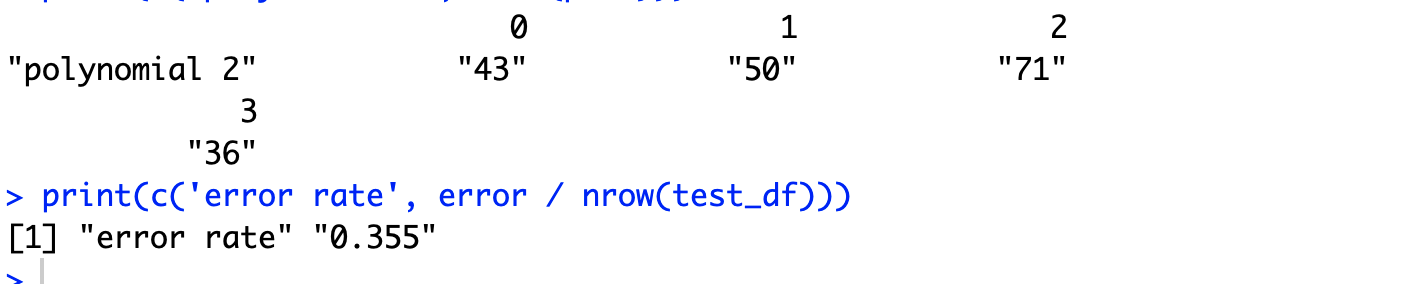 0 1 2
"polynomial 2" "43" "50" "71"
3
"36"
> print(c('error rate', error / nrow(test_df)))
[1] "error rate" "0.355"
>